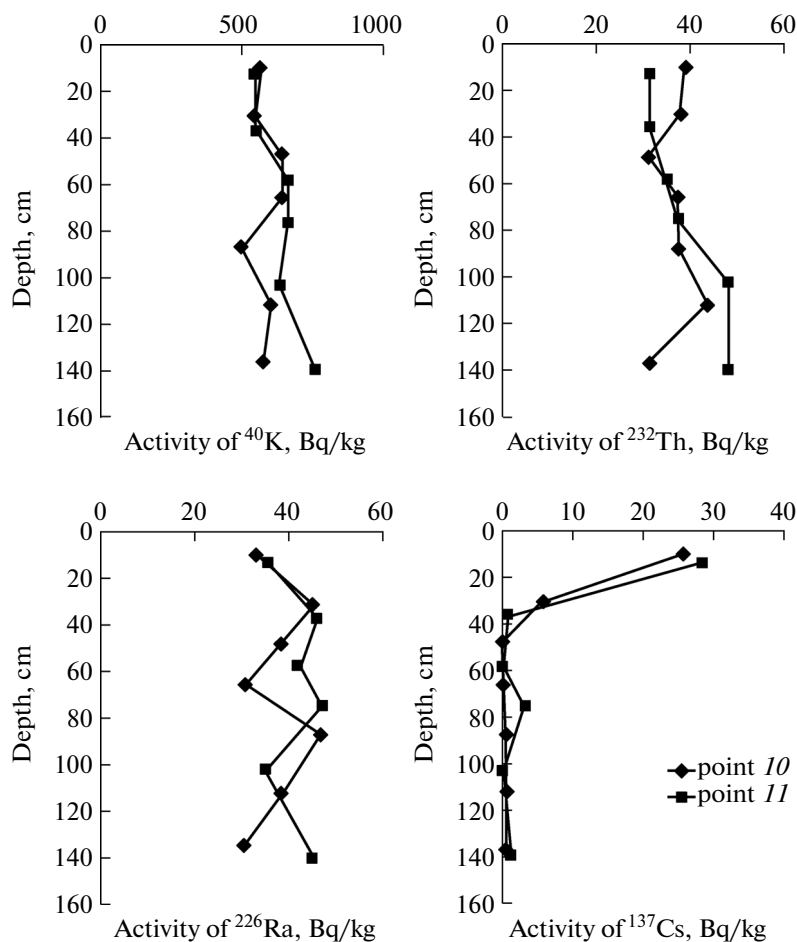 0 500 1000
0
20
40
60
80
100
120
140
160
Depth, cm
Activity of ⁴⁰K, Bq/kg
0 20 40 60
0
20
40
60
80
100
120
140
160
Depth, cm
Activity of ²³²Th, Bq/kg
0 20 40 60
0
20
40
60
80
100
120
140
160
Depth, cm
Activity of ²²⁶Ra, Bq/kg
0 10 20 30 40
0
20
40
60
80
100
120
140
160
Depth, cm
point 10
point 11
Activity of ¹³⁷Cs, Bq/kg